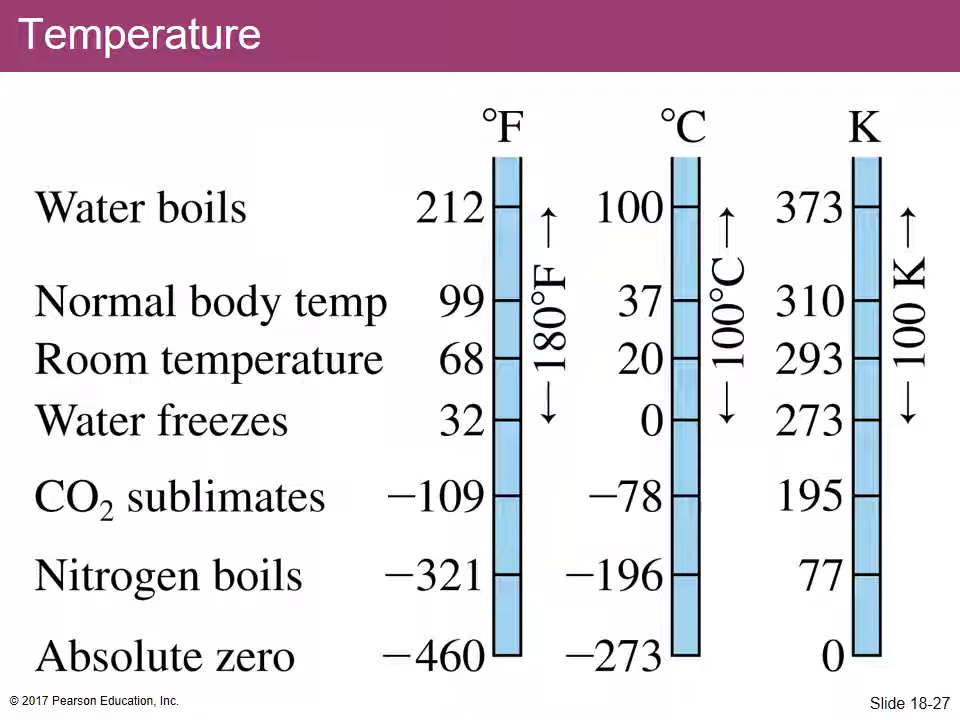 Temperature
°F °C K
Water boils 212 100 373
Normal body temp 99 37 310
Room temperature 68 20 293
Water freezes 32 0 273
←180°F→ ←100°C→ ←100 K→
CO₂ sublimates −109 −78 195
Nitrogen boils −321 −196 77
Absolute zero −460 −273 0
© 2017 Pearson Education, Inc. Slide 18-27